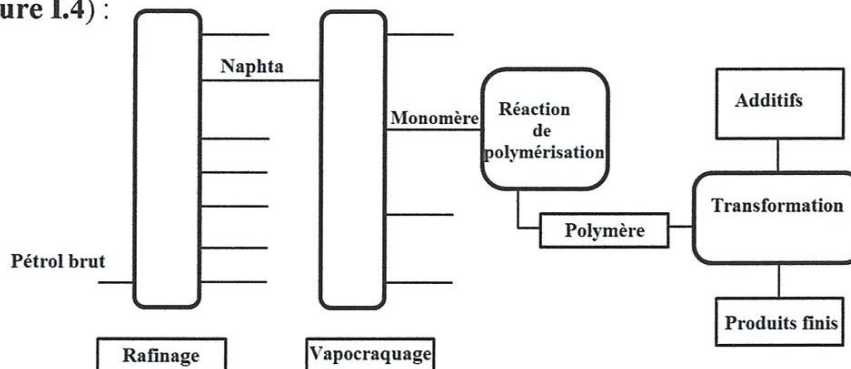 ure I.4) :
Naphta
Monomère
Réaction
de
polymérisation
Additifs
Transformation
Polymère
Pétrol brut
Produits finis
Rafinage
Vapocraquage